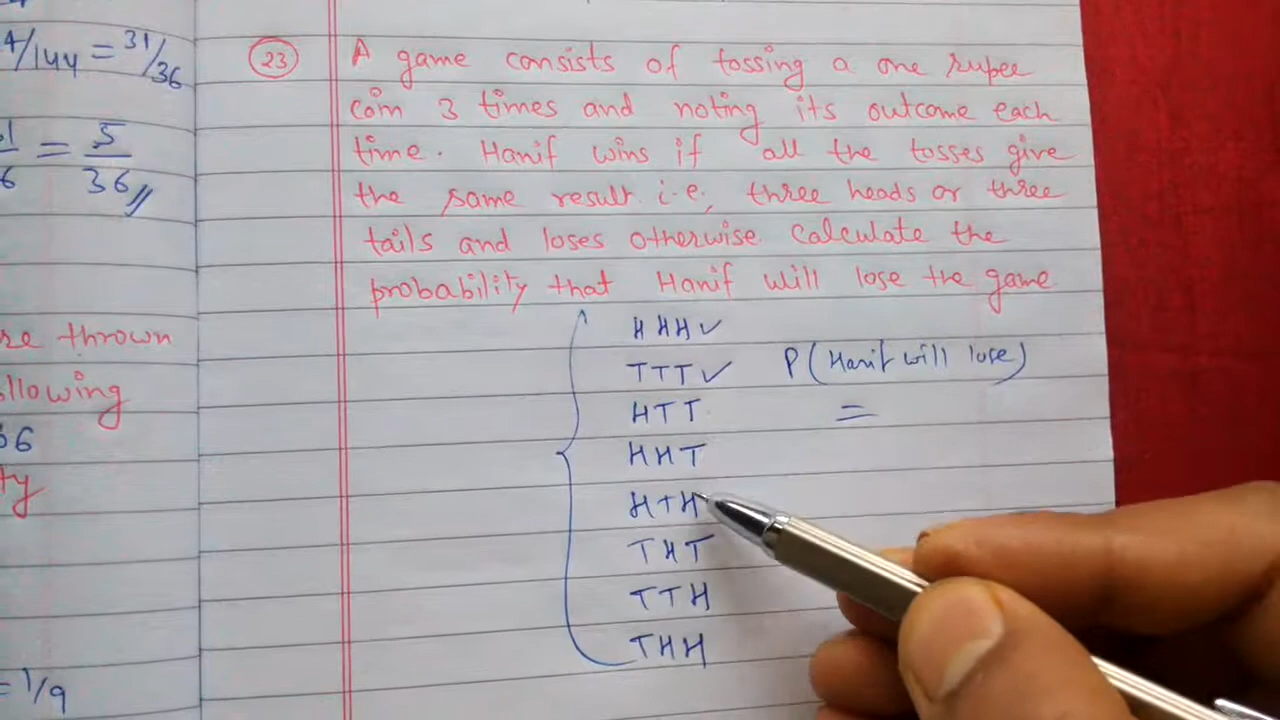 4/144 = 31/36
= 5/36
re thrown
ollowing
36
ty
= 1/9
23 A game consists of tossing a one rupee
coin 3 times and noting its outcome each
time. Hanif wins if all the tosses give
the same result i.e, three heads or three
tails and loses otherwise. Calculate the
probability that Hanif will lose the game
HHH ✓
TTT ✓ P(Hanif will lose)
HTT =
HHT
HTH
THT
TTH
THH